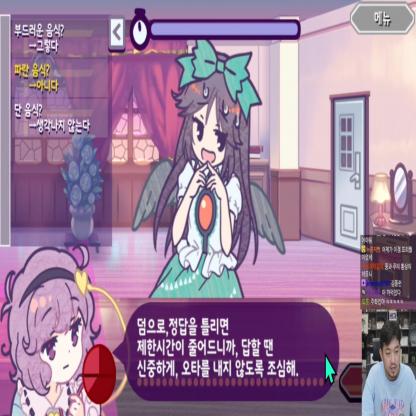 메뉴
부드러운 음식?
→그렇다
파란 음식?
→아니다
단 음식?
→생각나지 않는다
덤으로,정답을 틀리면
제한시간이 줄어드니까, 답할 땐
신중하게, 오타를 내지 않도록 조심해.